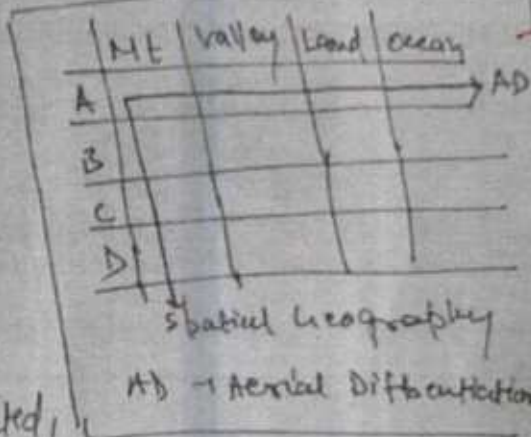 Mt Valley Land ocean
A AD
B
C
D
Spatial Geography
AD → Aerial Differentiation
ted,